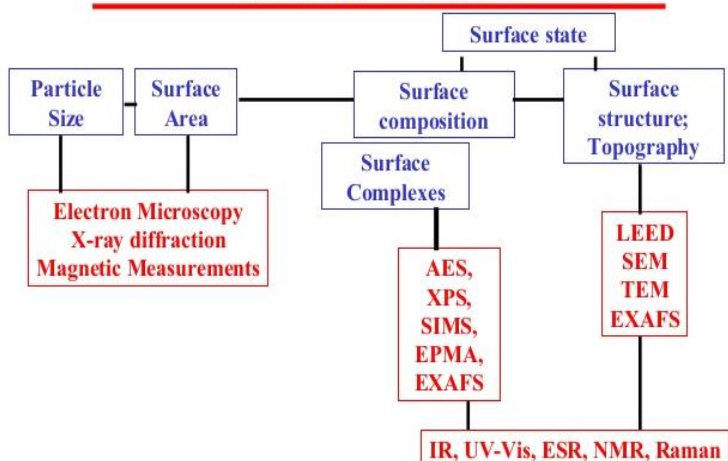 Surface state
Particle
Size
Surface
Area
Surface
composition
Surface
structure;
Topography
Surface
Complexes
Electron Microscopy
X-ray diffraction
Magnetic Measurements
AES,
XPS,
SIMS,
EPMA,
EXAFS
LEED
SEM
TEM
EXAFS
IR, UV-Vis, ESR, NMR, Raman